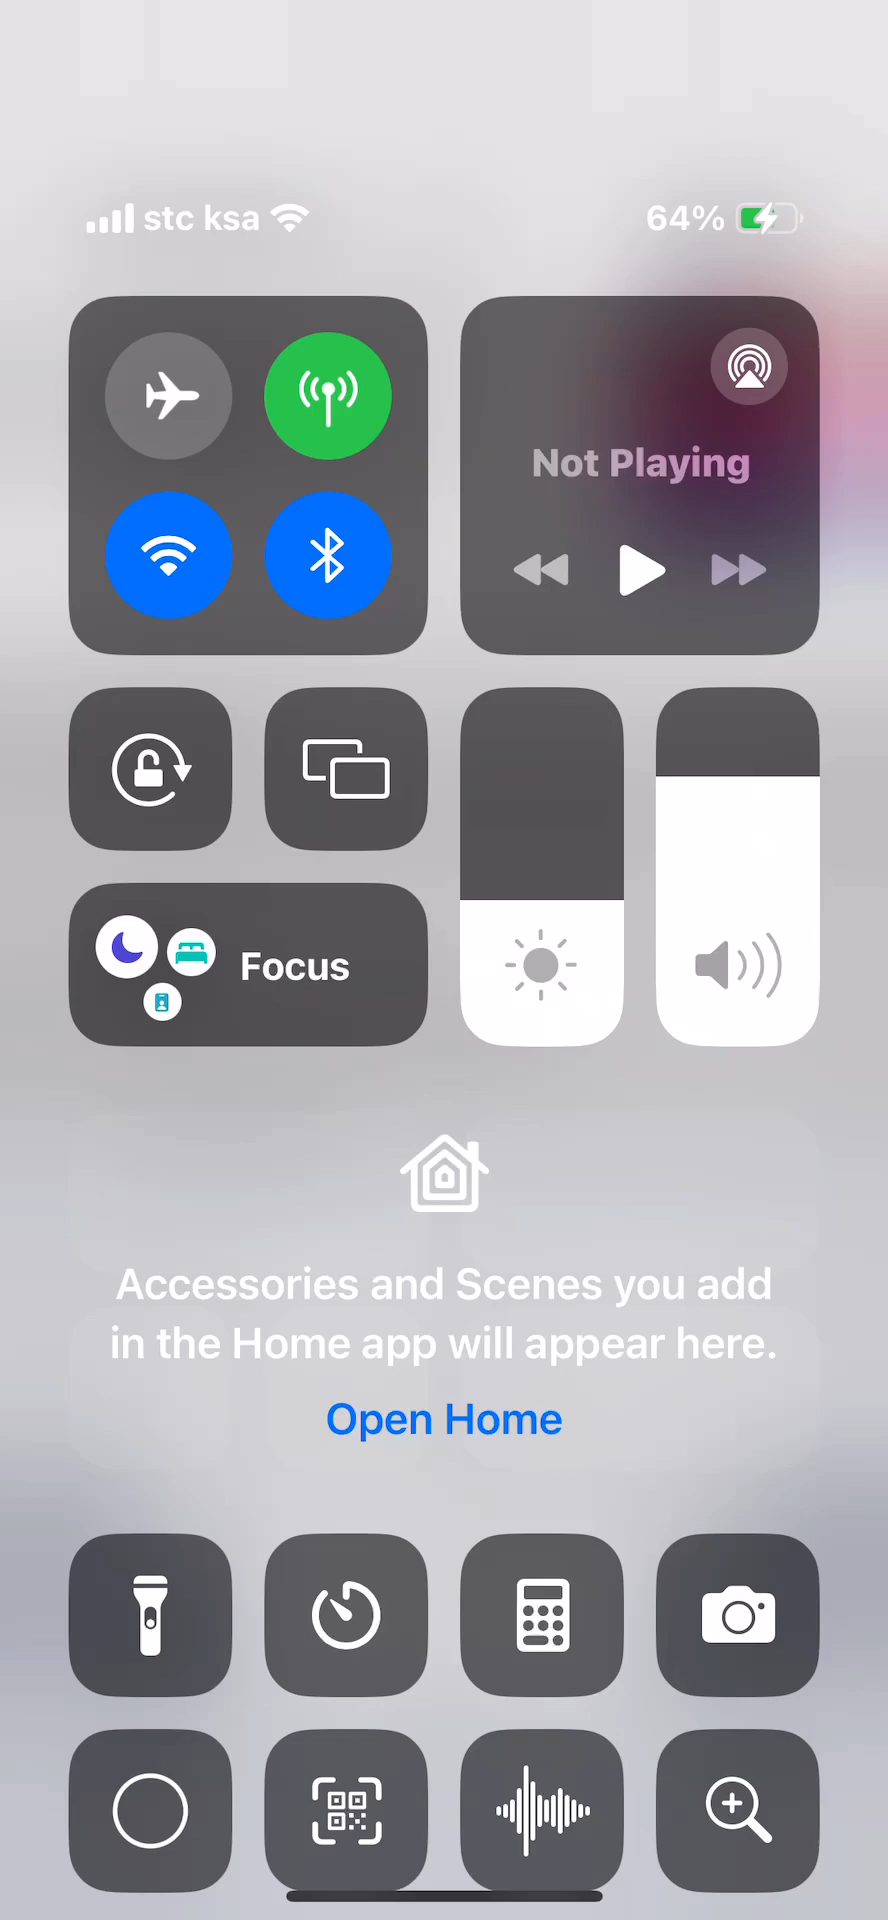 stc ksa
64%
Not Playing
Focus
Accessories and Scenes you add
in the Home app will appear here.
Open Home